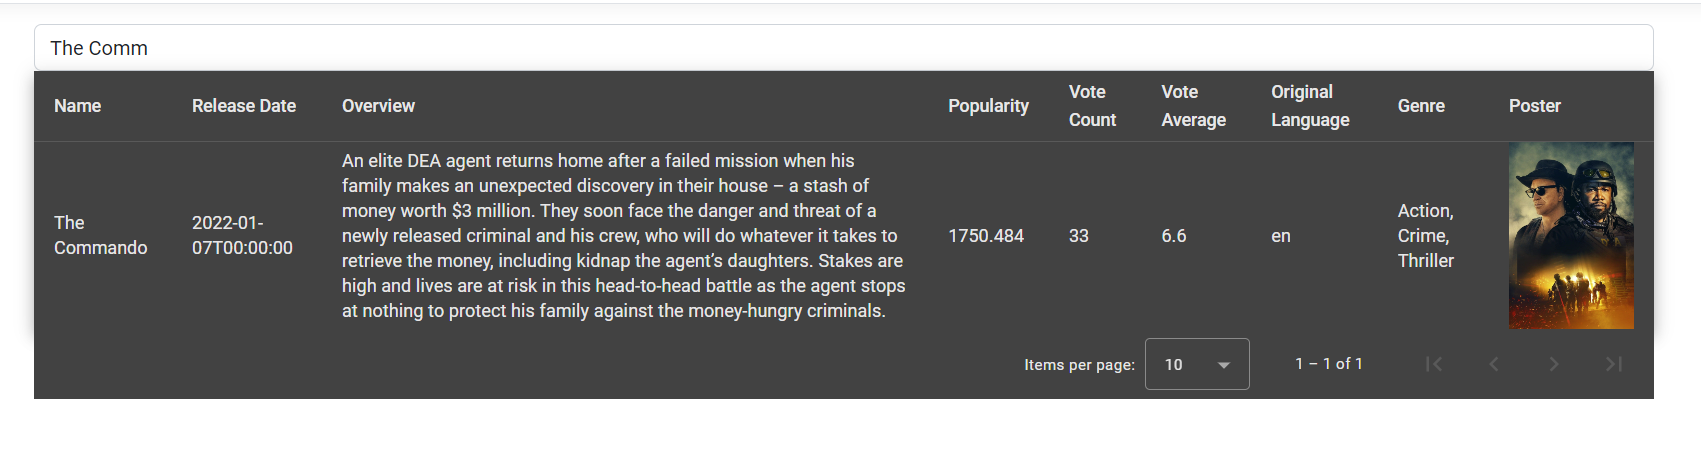 The Comm
Name Release Date Overview Popularity Vote Count Vote Average Original Language Genre Poster
The
Commando
2022-01-
07T00:00:00
An elite DEA agent returns home after a failed mission when his
family makes an unexpected discovery in their house – a stash of
money worth $3 million. They soon face the danger and threat of a
newly released criminal and his crew, who will do whatever it takes to
retrieve the money, including kidnap the agent’s daughters. Stakes are
high and lives are at risk in this head-to-head battle as the agent stops
at nothing to protect his family against the money-hungry criminals.
1750.484
33
6.6
en
Action,
Crime,
Thriller
Items per page: 10 1 – 1 of 1